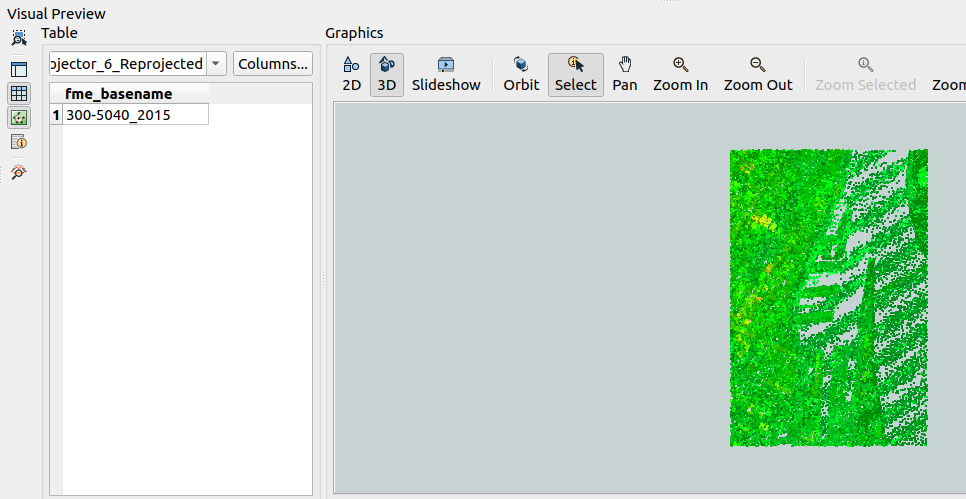 Visual Preview
Table
Graphics
ojector_6_Reprojected
Columns...
2D
3D
Slideshow
Orbit
Select
Pan
Zoom In
Zoom Out
Zoom Selected
Zoom
fme_basename
1 300-5040_2015